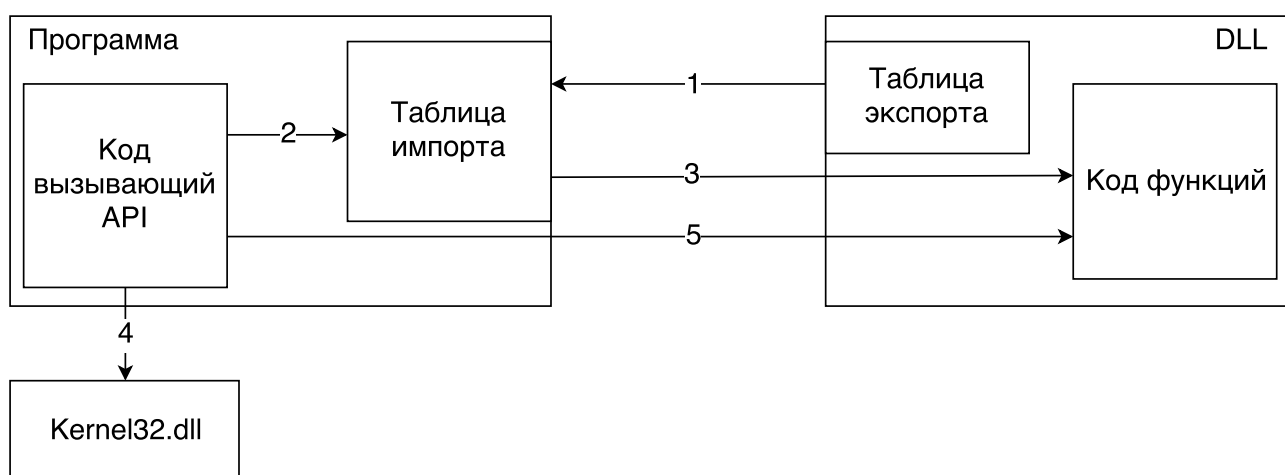 Программа
DLL
Таблица
экспорта
1
Таблица
импорта
2
Код
вызывающий
API
3
Код функций
5
4
Kernel32.dll